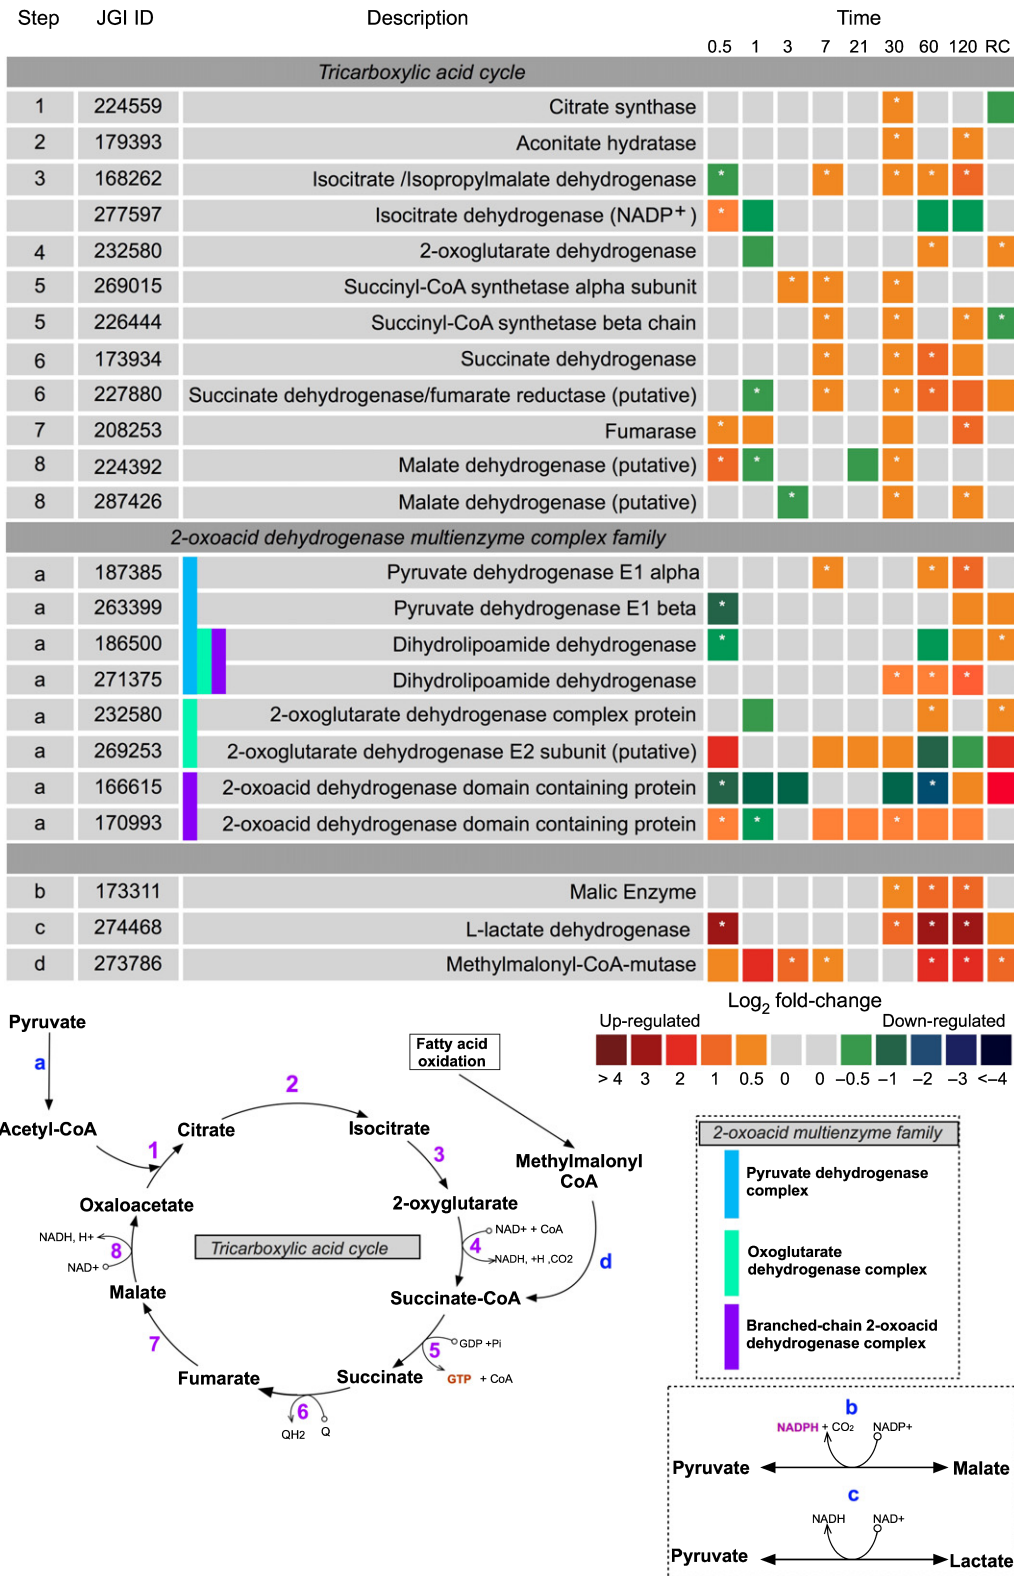 Step JGI ID Description Time
0.5 1 3 7 21 30 60 120 RC
Tricarboxylic acid cycle
1 224559 Citrate synthase *
2 179393 Aconitate hydratase * *
3 168262 Isocitrate /Isopropylmalate dehydrogenase * * * * *
277597 Isocitrate dehydrogenase (NADP+ ) *
4 232580 2-oxoglutarate dehydrogenase * *
5 269015 Succinyl-CoA synthetase alpha subunit * * *
5 226444 Succinyl-CoA synthetase beta chain * * * *
6 173934 Succinate dehydrogenase * * *
6 227880 Succinate dehydrogenase/fumarate reductase (putative) * * * *
7 208253 Fumarase * *
8 224392 Malate dehydrogenase (putative) * * *
8 287426 Malate dehydrogenase (putative) * * *
2-oxoacid dehydrogenase multienzyme complex family
a 187385 Pyruvate dehydrogenase E1 alpha * * *
a 263399 Pyruvate dehydrogenase E1 beta *
a 186500 Dihydrolipoamide dehydrogenase * *
a 271375 Dihydrolipoamide dehydrogenase * * *
a 232580 2-oxoglutarate dehydrogenase complex protein * *
a 269253 2-oxoglutarate dehydrogenase E2 subunit (putative)
a 166615 2-oxoacid dehydrogenase domain containing protein * *
a 170993 2-oxoacid dehydrogenase domain containing protein * * *
b 173311 Malic Enzyme * * *
c 274468 L-lactate dehydrogenase * * * *
d 273786 Methylmalonyl-CoA-mutase * * * * *
Log2 fold-change
Up-regulated Down-regulated
> 4 3 2 1 0.5 0 0 –0.5 –1 –2 –3 <–4
Pyruvate
a
Acetyl-CoA
Fatty acid
oxidation
2
Citrate
Isocitrate
1
3
Methylmalonyl
CoA
Oxaloacetate
2-oxyglutarate
NADH, H+
NAD+
8
Tricarboxylic acid cycle
NAD+ + CoA
4
NADH, +H ,CO2
d
Malate
Succinate-CoA
7
5
GDP +Pi
GTP + CoA
Fumarate
Succinate
6
QH2 Q
2-oxoacid multienzyme family
Pyruvate dehydrogenase
complex
Oxoglutarate
dehydrogenase complex
Branched-chain 2-oxoacid
dehydrogenase complex
b
NADPH + CO2 NADP+
Pyruvate Malate
c
NADH NAD+
Pyruvate Lactate